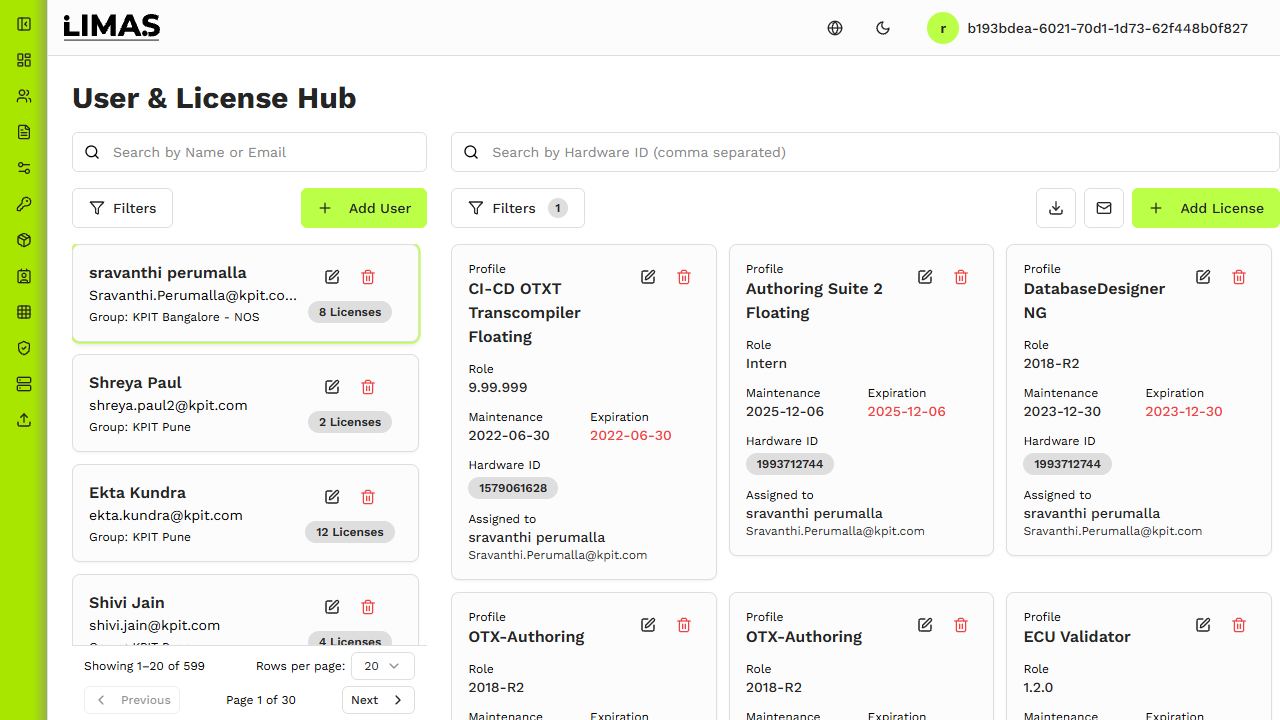 LIMAS
r
b193bdea-6021-70d1-1d73-62f448b0f827
User & License Hub
Search by Name or Email
Filters
Add User
sravanthi perumalla
Sravanthi.Perumalla@kpit.co...
Group: KPIT Bangalore - NOS
8 Licenses
Shreya Paul
shreya.paul2@kpit.com
Group: KPIT Pune
2 Licenses
Ekta Kundra
ekta.kundra@kpit.com
Group: KPIT Pune
12 Licenses
Shivi Jain
shivi.jain@kpit.com
4 Licenses
Showing 1–20 of 599
Rows per page: 20
Previous
Page 1 of 30
Next
Search by Hardware ID (comma separated)
Filters 1
Add License
Profile
CI-CD OTXT
Transcompiler
Floating
Role
9.99.999
Maintenance Expiration
2022-06-30 2022-06-30
Hardware ID
1579061628
Assigned to
sravanthi perumalla
Sravanthi.Perumalla@kpit.com
Profile
Authoring Suite 2
Floating
Role
Intern
Maintenance Expiration
2025-12-06 2025-12-06
Hardware ID
1993712744
Assigned to
sravanthi perumalla
Sravanthi.Perumalla@kpit.com
Profile
DatabaseDesigner
NG
Role
2018-R2
Maintenance Expiration
2023-12-30 2023-12-30
Hardware ID
1993712744
Assigned to
sravanthi perumalla
Sravanthi.Perumalla@kpit.com
Profile
OTX-Authoring
Role
2018-R2
Maintenance Expiration
Profile
OTX-Authoring
Role
2018-R2
Maintenance Expiration
Profile
ECU Validator
Role
1.2.0
Maintenance Expiration